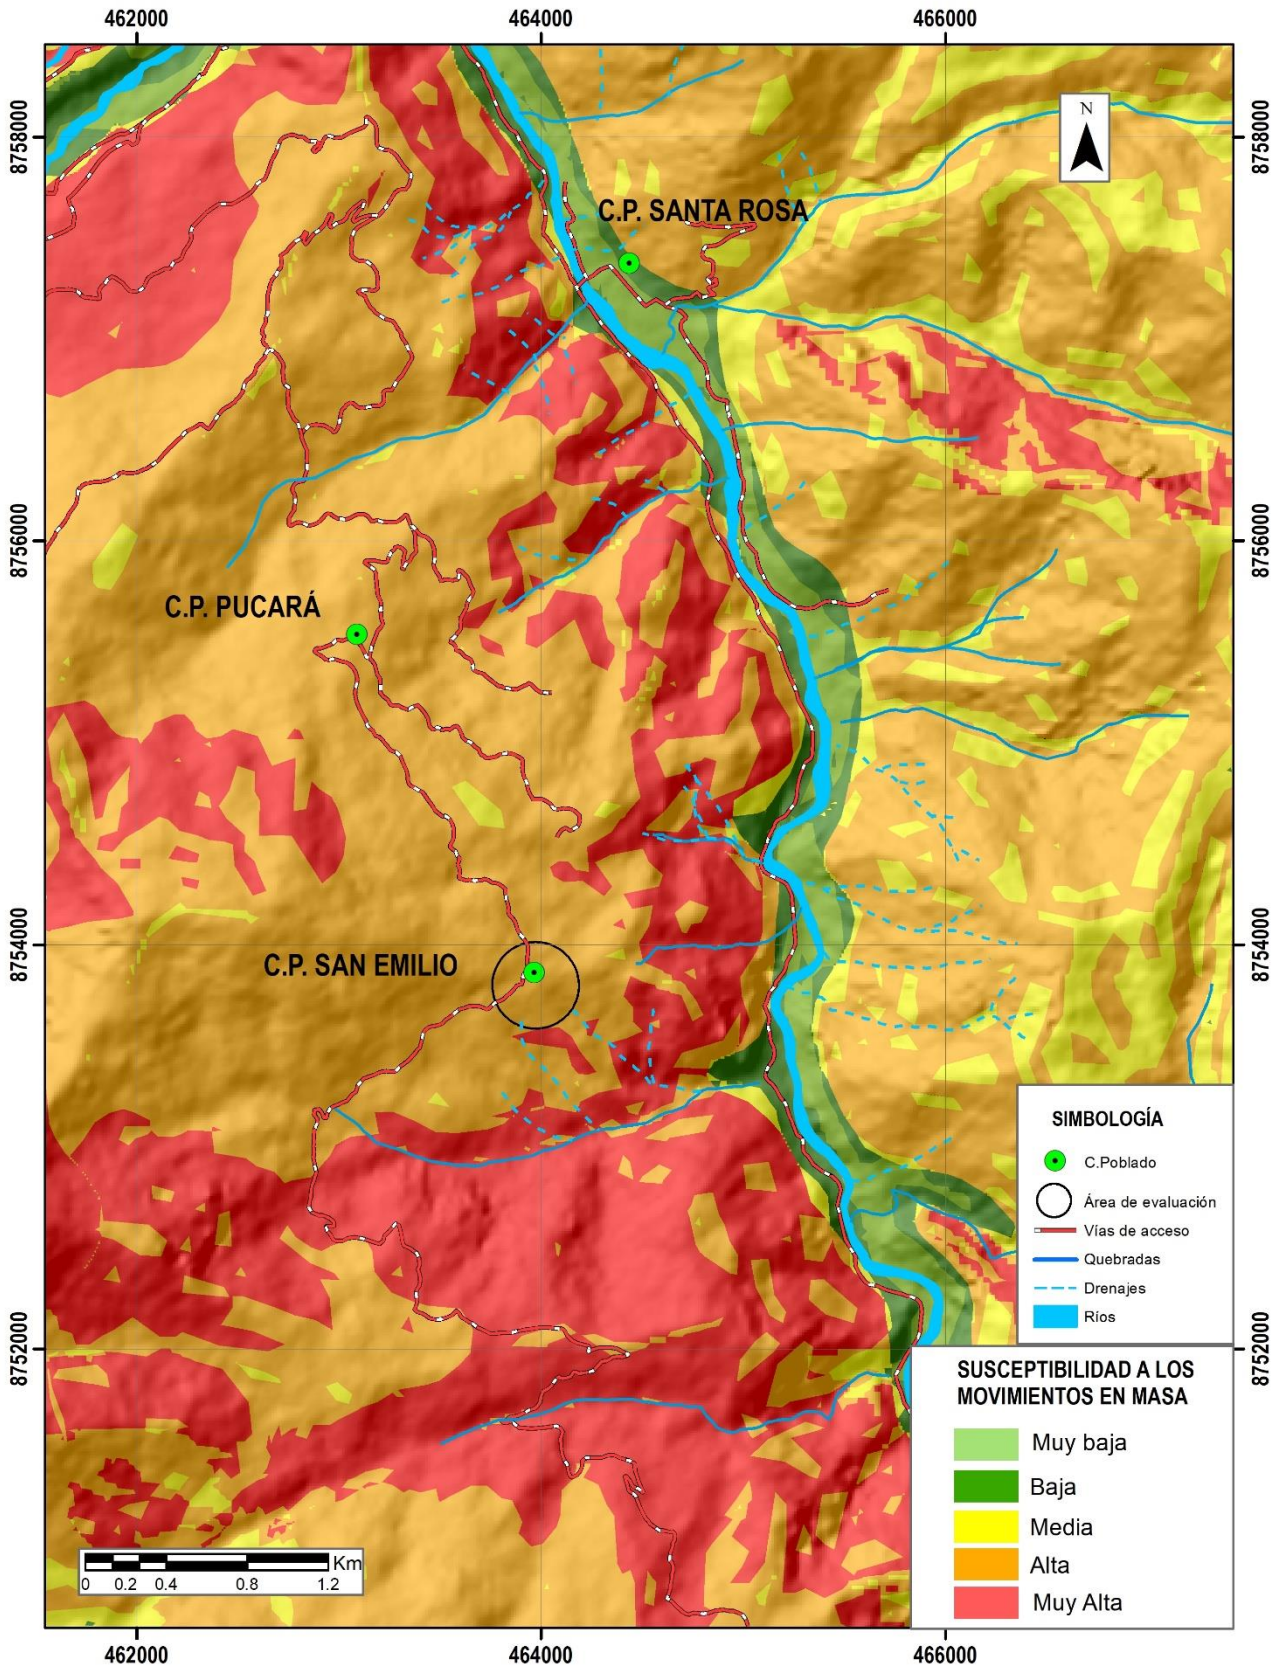 462000
464000
466000
8758000
8758000
N
C.P. SANTA ROSA
8756000
8756000
C.P. PUCARÁ
8754000
8754000
C.P. SAN EMILIO
SIMBOLOGÍA
C.Poblado
Área de evaluación
Vías de acceso
Quebradas
Drenajes
Ríos
8752000
8752000
SUSCEPTIBILIDAD A LOS
MOVIMIENTOS EN MASA
Muy baja
Baja
Media
Alta
Muy Alta
Km
0 0.2 0.4 0.8 1.2
462000
464000
466000